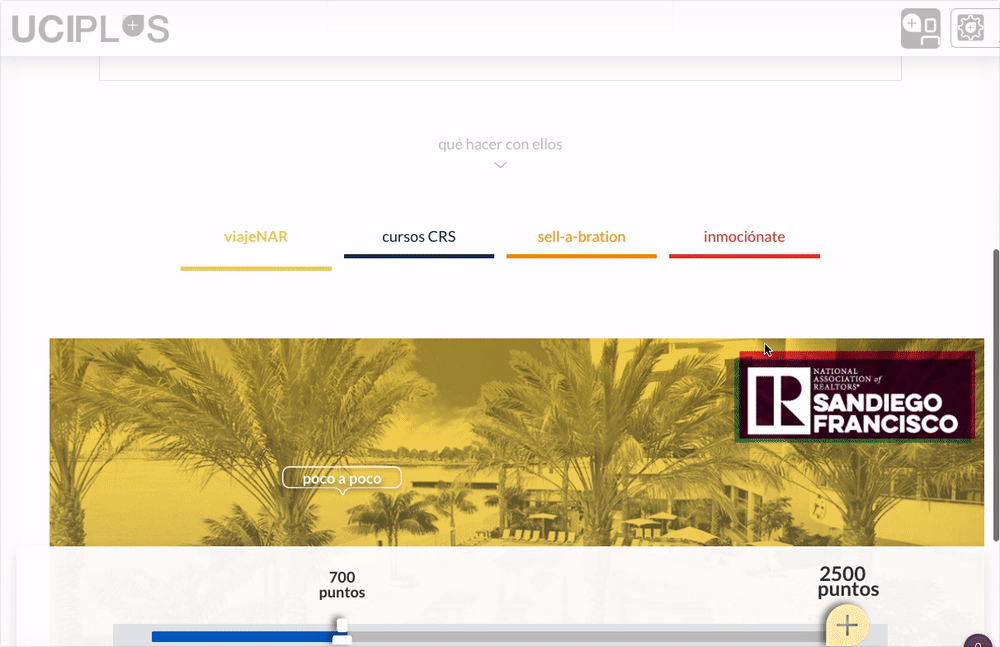 UCIPLUS
qué hacer con ellos
viajeNAR
cursos CRS
sell-a-bration
inmociónate
NATIONAL
ASSOCIATION of
REALTORS®
SANDIEGO
FRANCISCO
poco a poco
700
puntos
2500
puntos